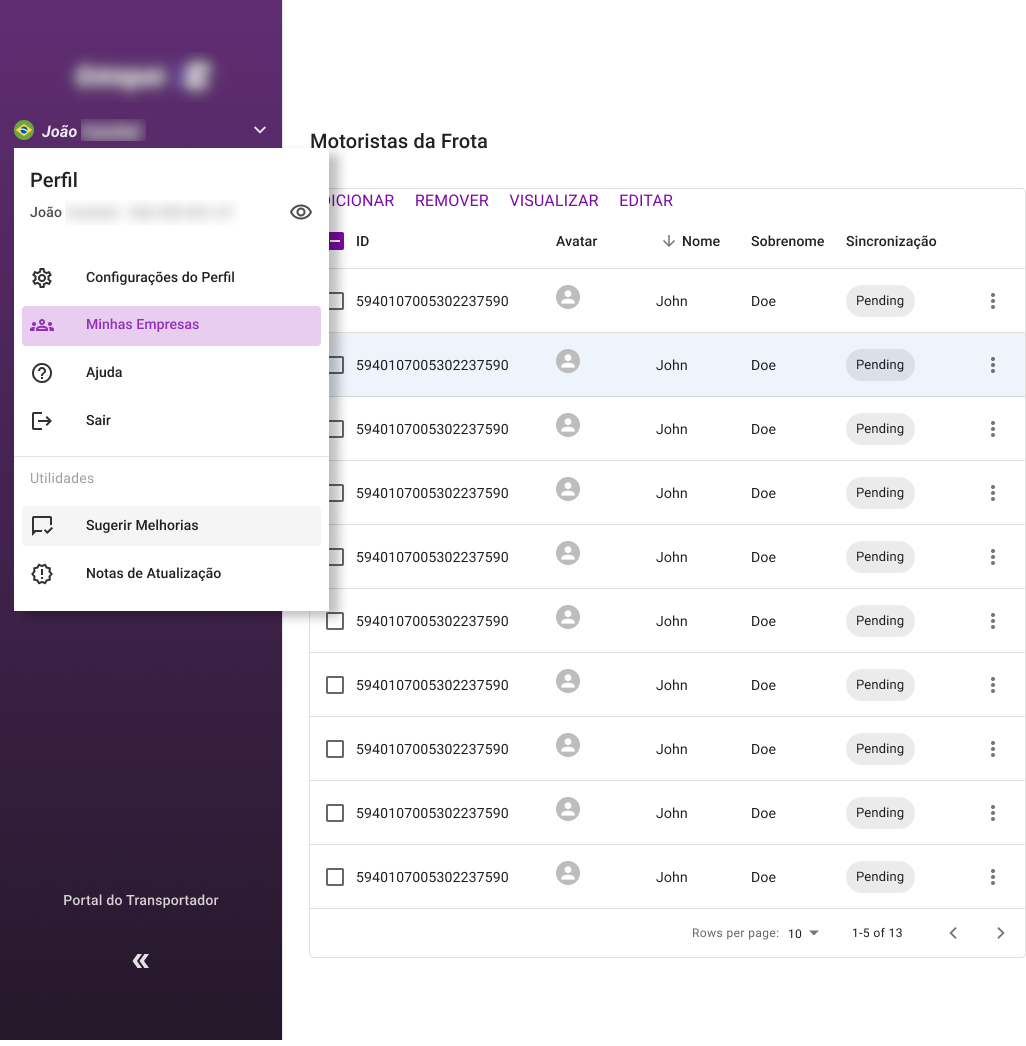 João
Perfil
João
Configurações do Perfil
Minhas Empresas
Ajuda
Sair
Utilidades
Sugerir Melhorias
Notas de Atualização
Portal do Transportador
Motoristas da Frota
DICIONAR REMOVER VISUALIZAR EDITAR
ID Avatar Nome Sobrenome Sincronização
5940107005302237590 John Doe Pending
5940107005302237590 John Doe Pending
5940107005302237590 John Doe Pending
5940107005302237590 John Doe Pending
5940107005302237590 John Doe Pending
5940107005302237590 John Doe Pending
5940107005302237590 John Doe Pending
5940107005302237590 John Doe Pending
5940107005302237590 John Doe Pending
5940107005302237590 John Doe Pending
Rows per page: 10 1-5 of 13